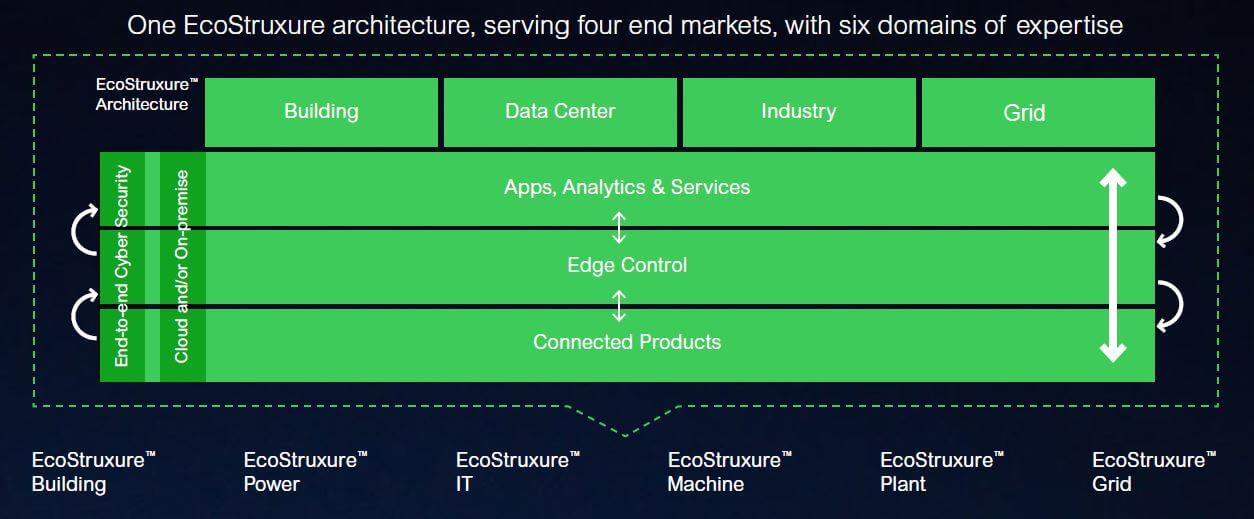 One EcoStruxure architecture, serving four end markets, with six domains of expertise
EcoStruxure™
Architecture
Building
Data Center
Industry
Grid
End-to-end Cyber Security
Cloud and/or On-premise
Apps, Analytics & Services
Edge Control
Connected Products
EcoStruxure™
Building
EcoStruxure™
Power
EcoStruxure™
IT
EcoStruxure™
Machine
EcoStruxure™
Plant
EcoStruxure™
Grid